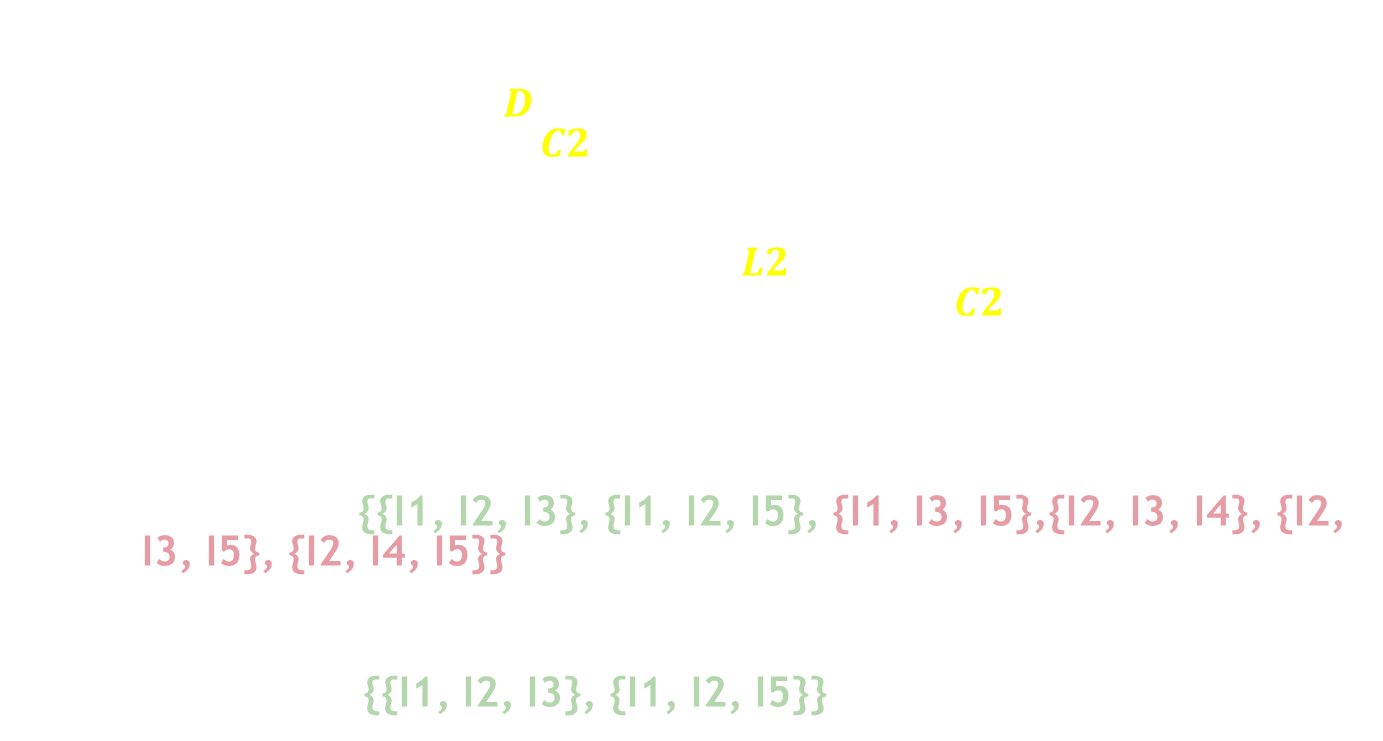 D
C2
L2
C2
{{I1, I2, I3}, {I1, I2, I5}, {I1, I3, I5},{I2, I3, I4}, {I2,
I3, I5}, {I2, I4, I5}}
{{I1, I2, I3}, {I1, I2, I5}}